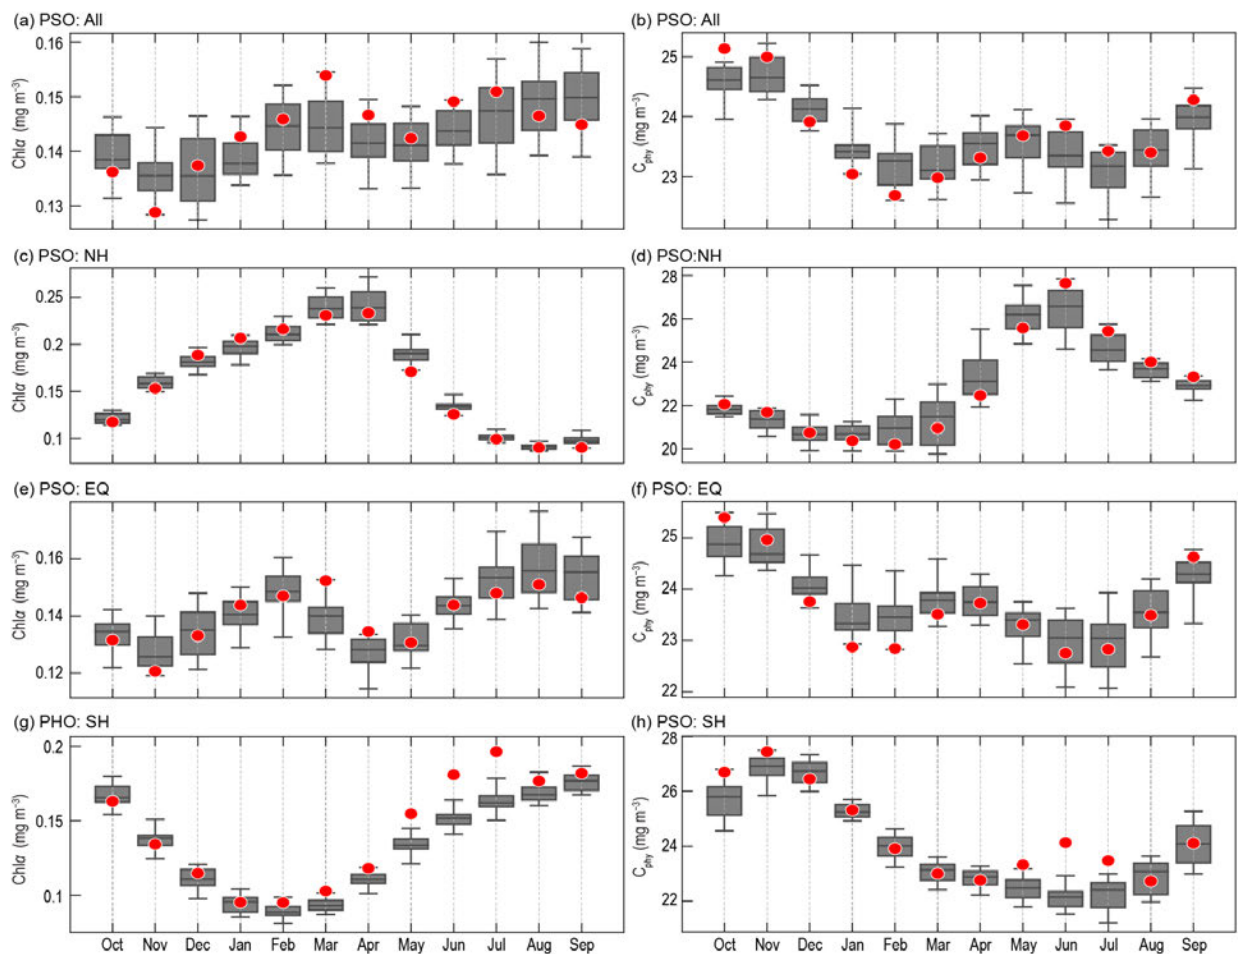 (a) PSO: All
(b) PSO: All
0.16
0.15
0.14
0.13
Chla (mg m⁻³)
25
24
23
C_phy (mg m⁻³)
(c) PSO: NH
(d) PSO:NH
0.25
0.2
0.15
0.1
Chla (mg m⁻³)
28
26
24
22
20
C_phy (mg m⁻³)
(e) PSO: EQ
(f) PSO: EQ
0.16
0.14
0.12
Chla (mg m⁻³)
25
24
23
22
C_phy (mg m⁻³)
(g) PHO: SH
(h) PSO: SH
0.2
0.15
0.1
Chla (mg m⁻³)
28
26
24
22
C_phy (mg m⁻³)
Oct Nov Dec Jan Feb Mar Apr May Jun Jul Aug Sep
Oct Nov Dec Jan Feb Mar Apr May Jun Jul Aug Sep